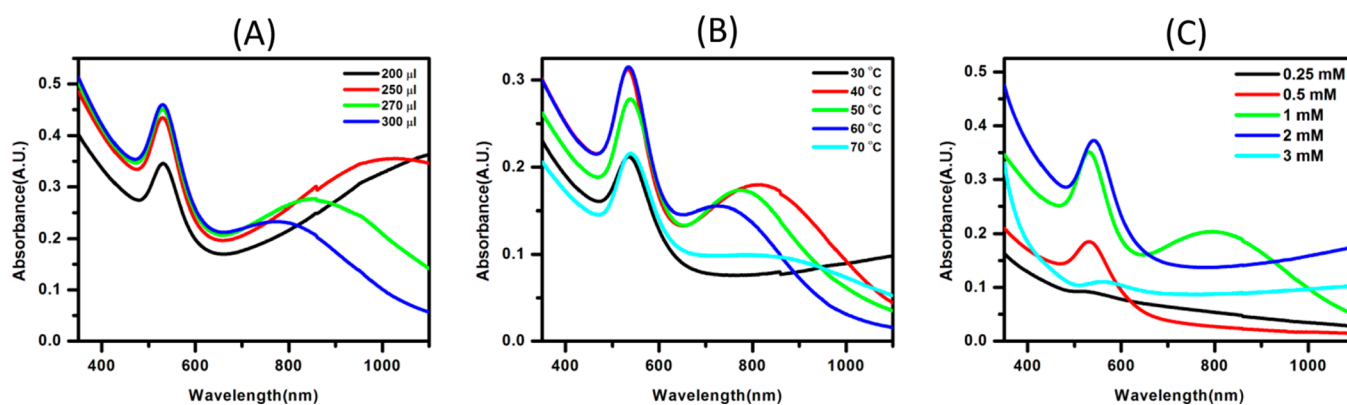 (A)
Absorbance(A.U.)
0.5
0.4
0.3
0.2
0.1
0.0
200 µl
250 µl
270 µl
300 µl
400 600 800 1000
Wavelength(nm)
(B)
Absorbance(A.U.)
0.3
0.2
0.1
0.0
30 °C
40 °C
50 °C
60 °C
70 °C
400 600 800 1000
Wavelength(nm)
(C)
Absorbance(A.U.)
0.5
0.4
0.3
0.2
0.1
0.0
0.25 mM
0.5 mM
1 mM
2 mM
3 mM
400 600 800 1000
Wavelength(nm)